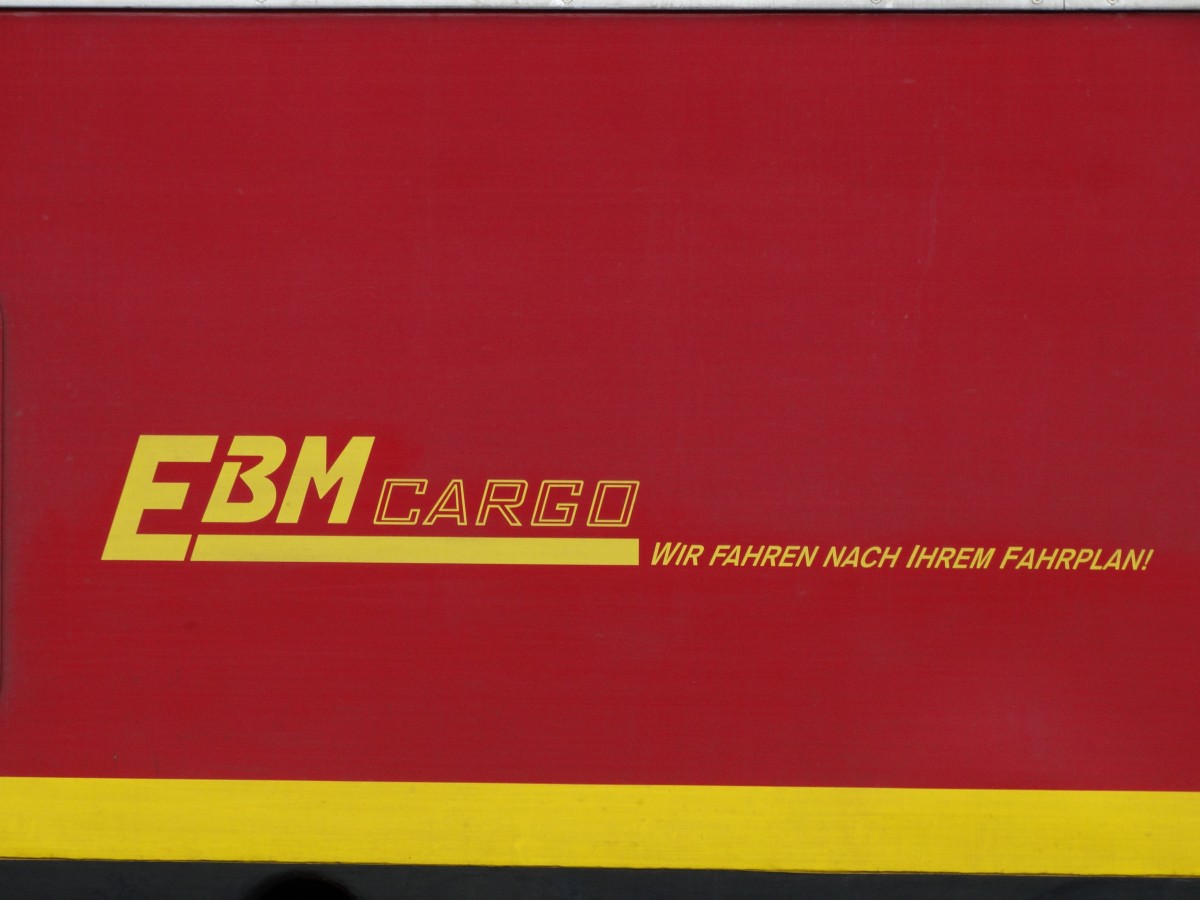 EBM CARGO
WIR FAHREN NACH IHREM FAHRPLAN!